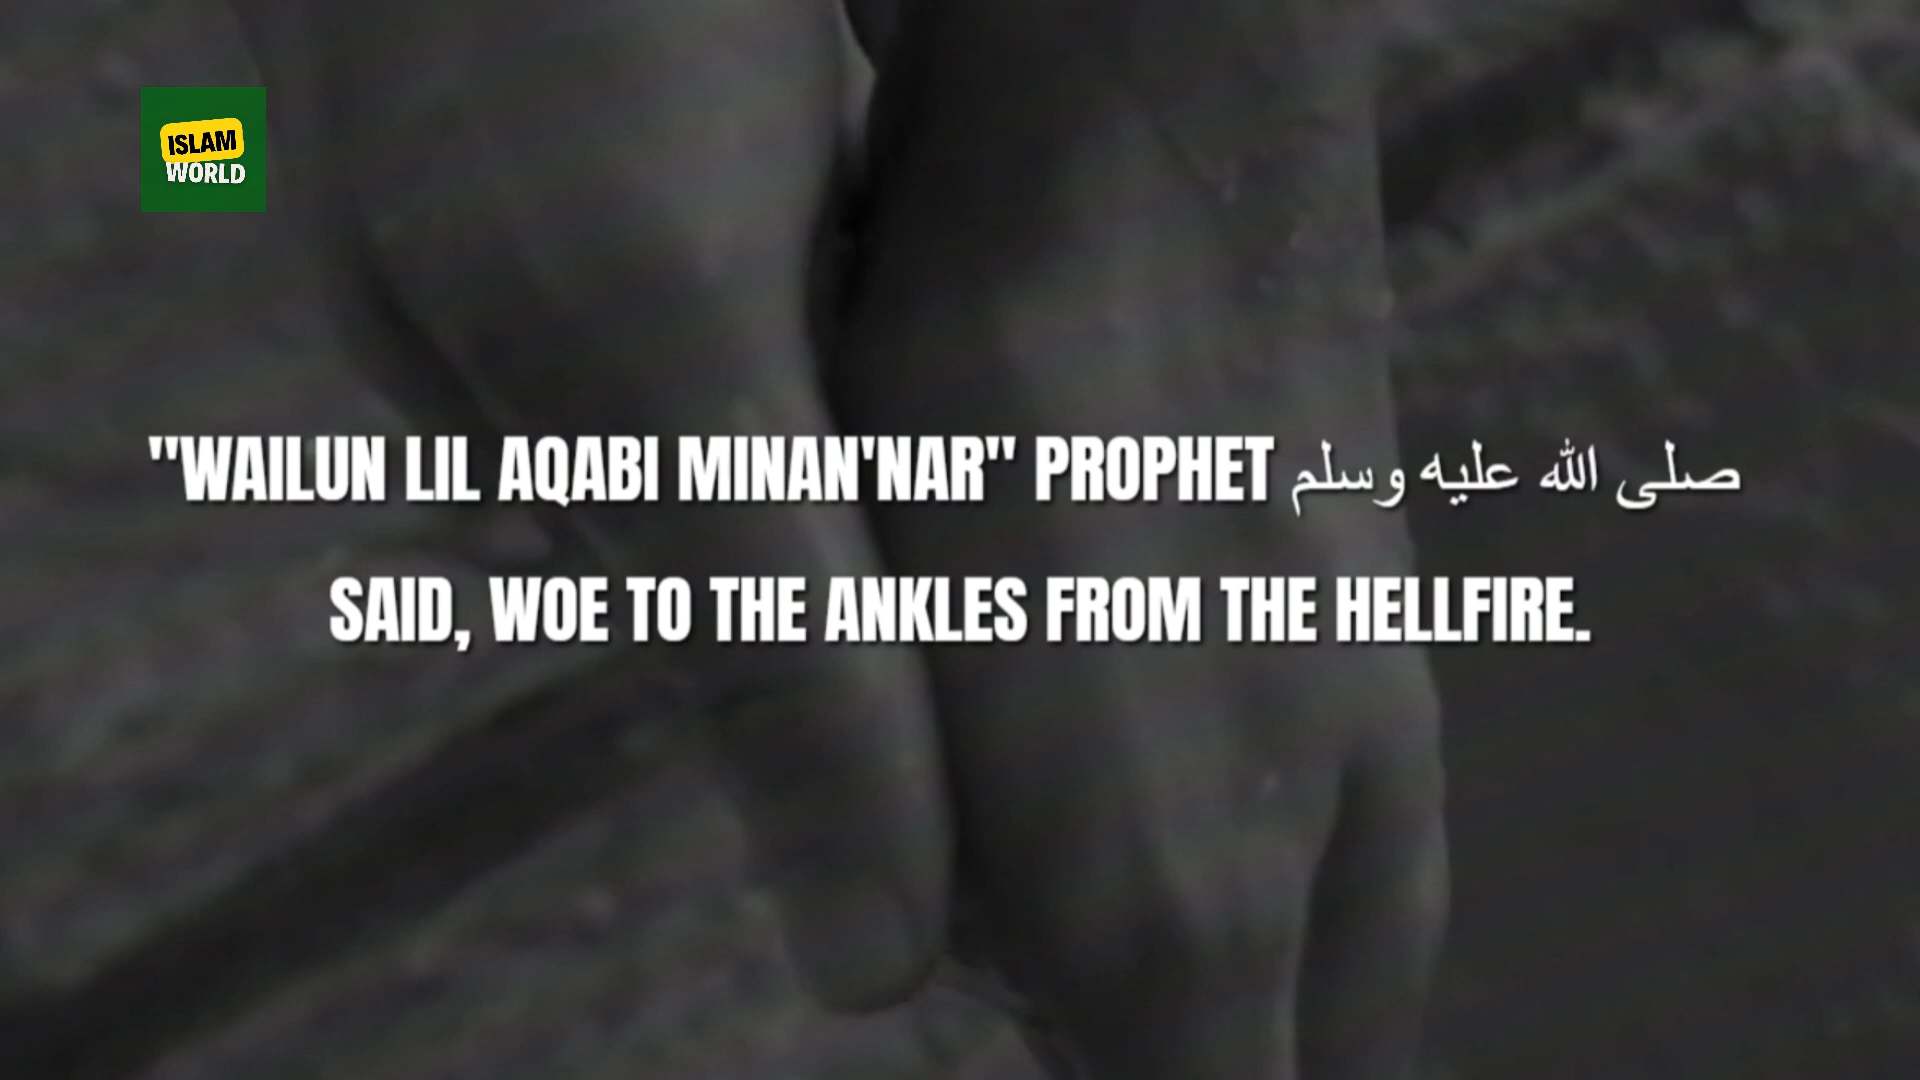 ISLAM
WORLD
"WAILUN LIL AQABI MINAN'NAR" PROPHET صلى الله عليه وسلم
SAID, WOE TO THE ANKLES FROM THE HELLFIRE.